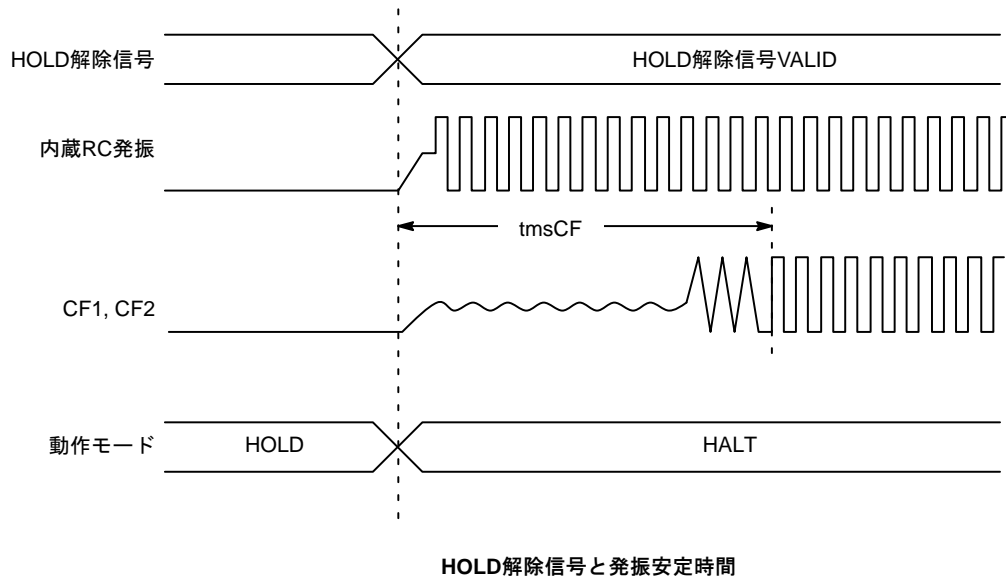 HOLD解除信号
HOLD解除信号VALID
内蔵RC発振
tmsCF
CF1, CF2
動作モード
HOLD
HALT
HOLD解除信号と発振安定時間